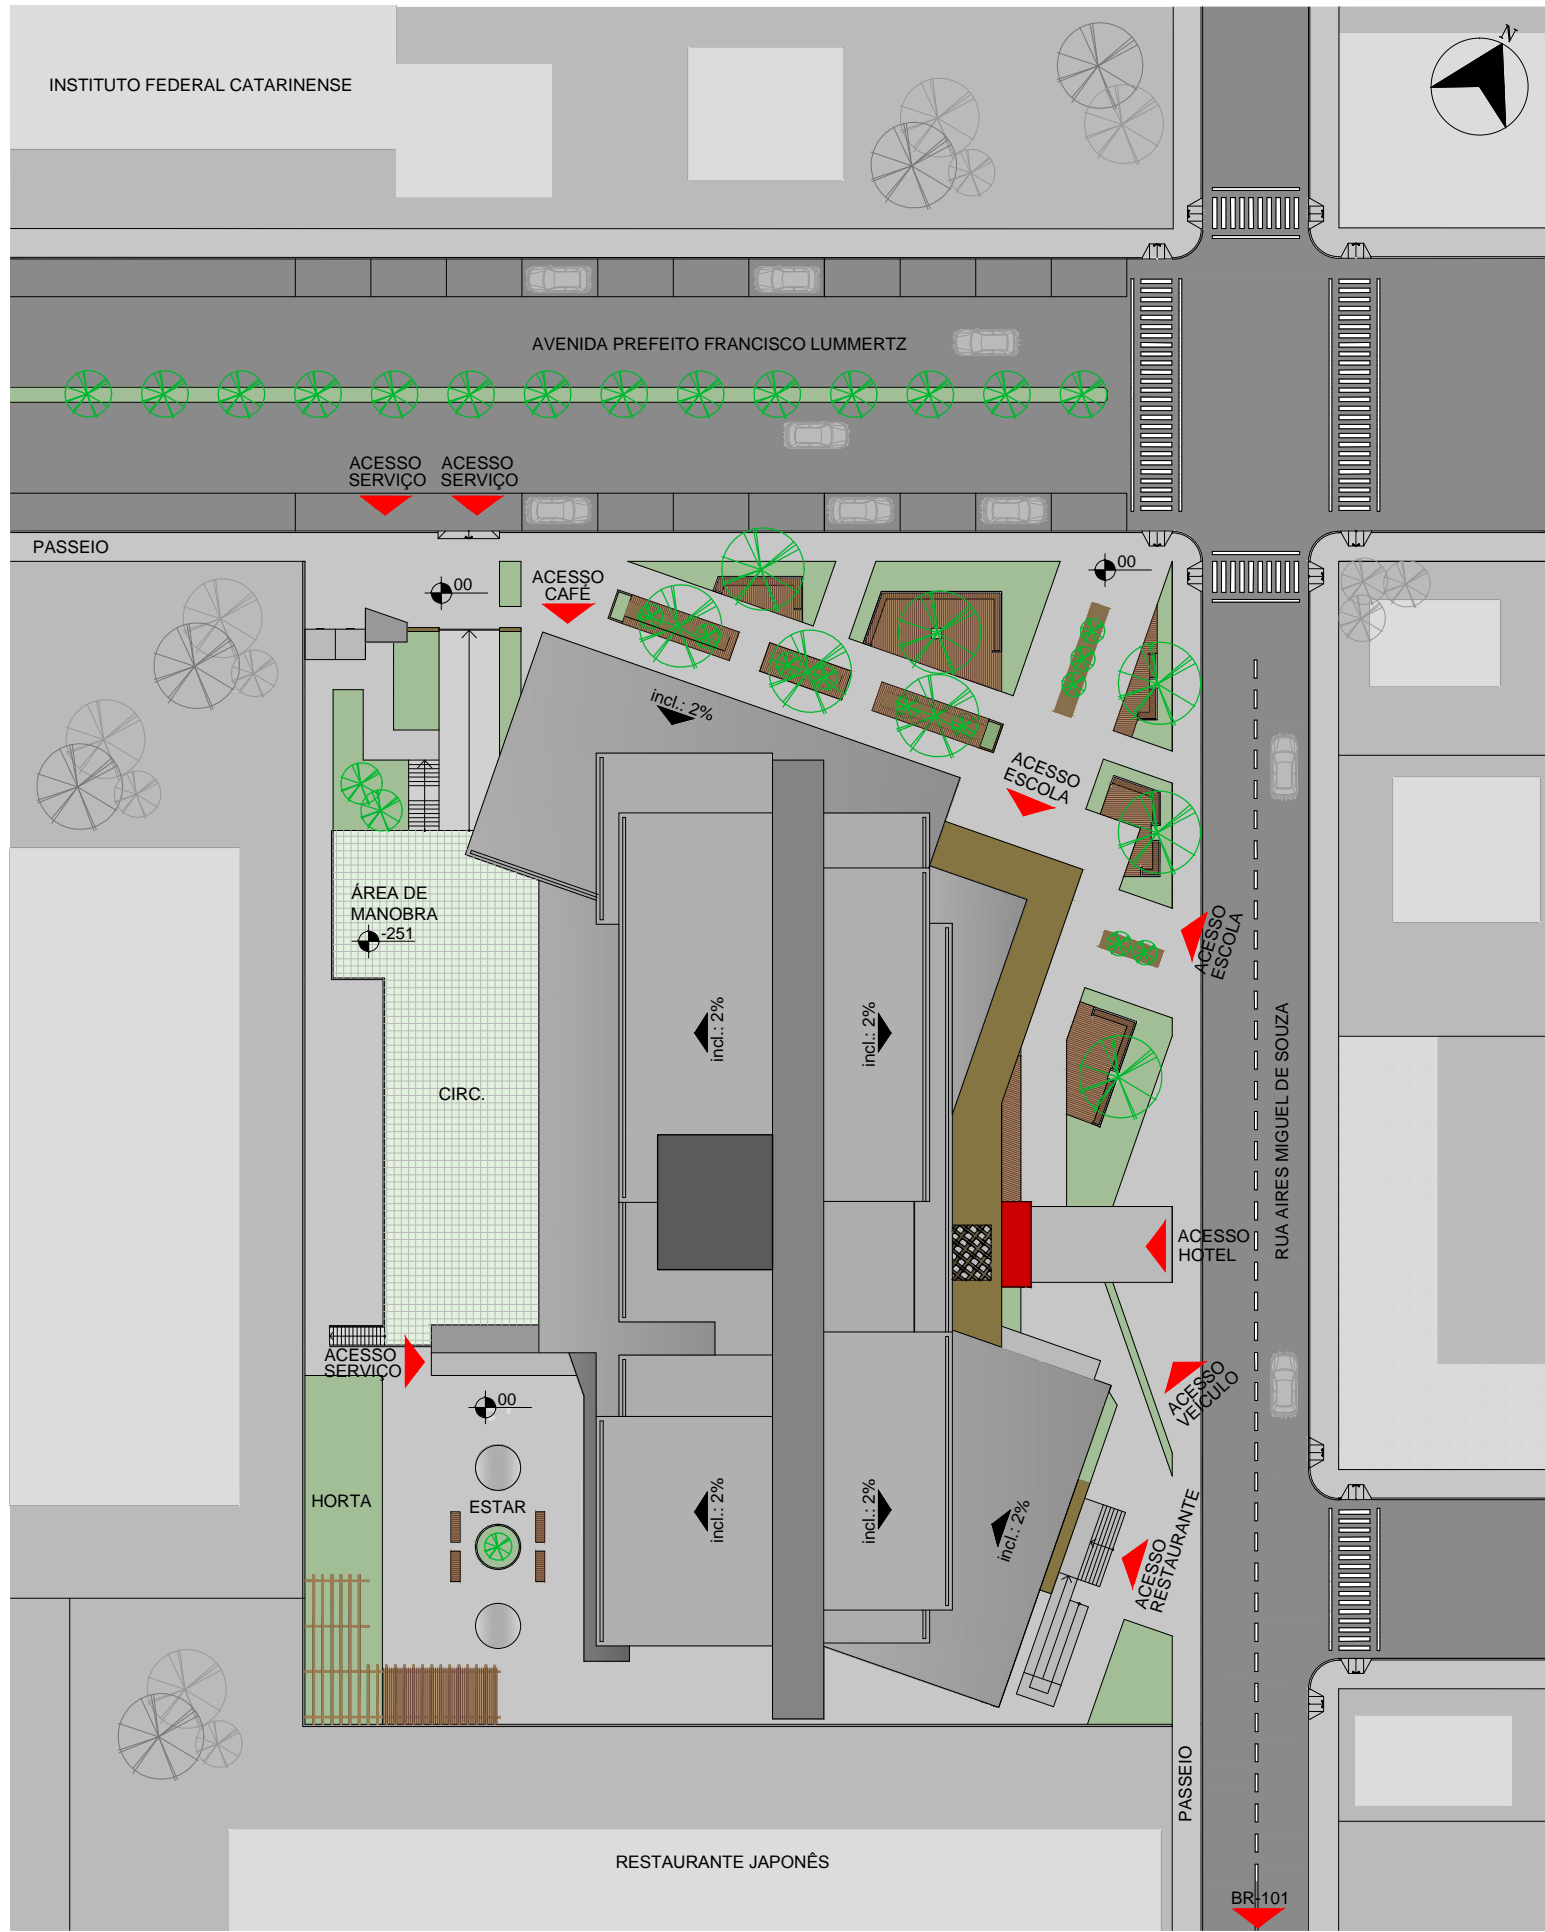 N
INSTITUTO FEDERAL CATARINENSE
AVENIDA PREFEITO FRANCISCO LUMMERTZ
ACESSO
SERVIÇO
ACESSO
SERVIÇO
PASSEIO
00
ACESSO
CAFÉ
00
incl.: 2%
ACESSO
ESCOLA
ÁREA DE
MANOBRA
-251
ACESSO
ESCOLA
incl.: 2%
incl.: 2%
RUA AIRES MIGUEL DE SOUZA
CIRC.
ACESSO
HOTEL
ACESSO
SERVIÇO
ACESSO
VEÍCULO
00
HORTA
ESTAR
incl.: 2%
incl.: 2%
incl.: 2%
ACESSO
RESTAURANTE
PASSEIO
RESTAURANTE JAPONÊS
BR-101